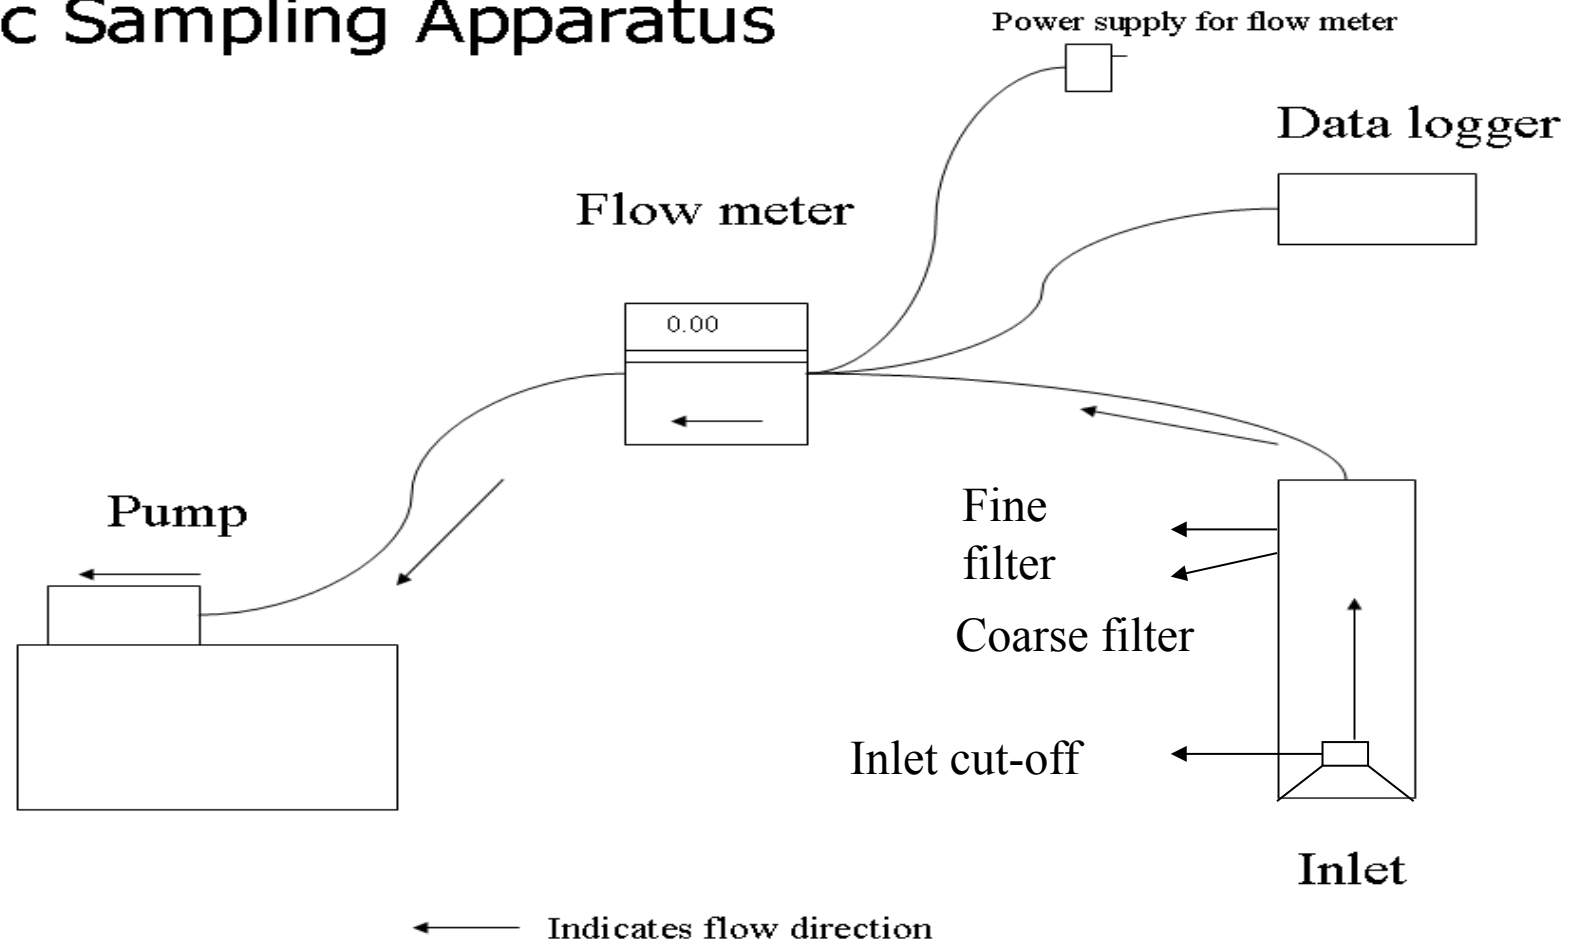 c Sampling Apparatus
Power supply for flow meter
Data logger
Flow meter
0.00
Pump
Fine
filter
Coarse filter
Inlet cut-off
Inlet
Indicates flow direction